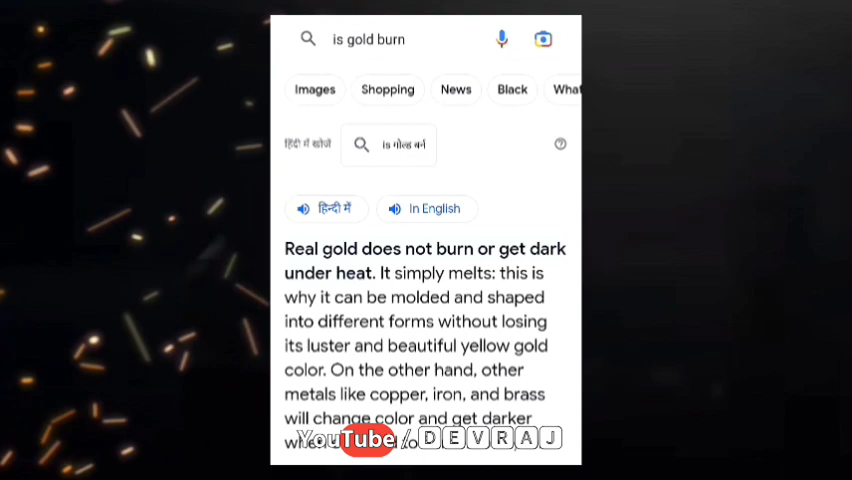 is gold burn
Images Shopping News Black What
हिंदी में खोजें is गोल्ड बर्न
हिन्दी में In English
Real gold does not burn or get dark
under heat. It simply melts: this is
why it can be molded and shaped
into different forms without losing
its luster and beautiful yellow gold
color. On the other hand, other
metals like copper, iron, and brass
will change color and get darker
YouTube / DEVRAJ